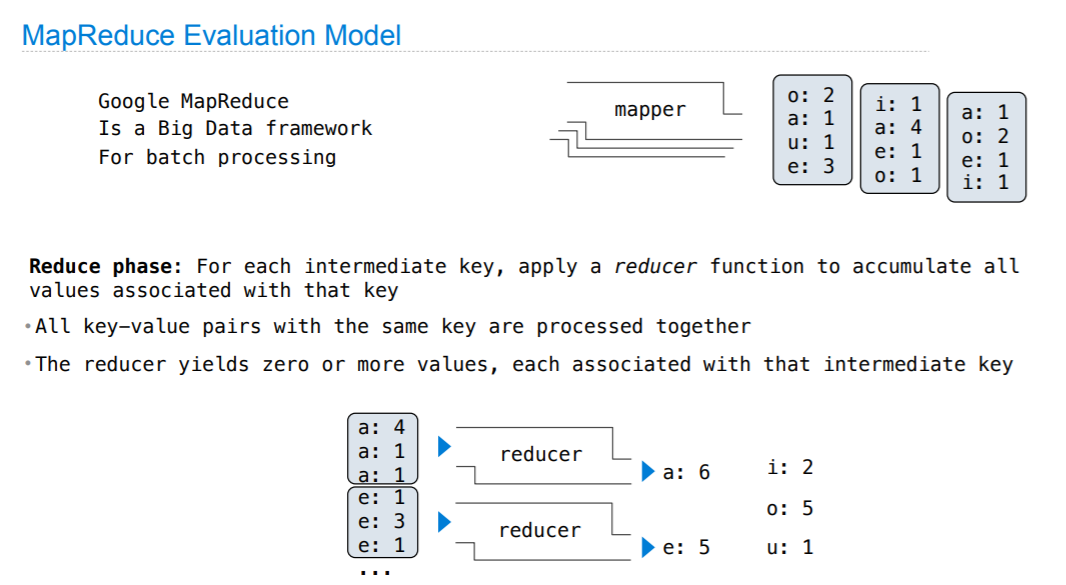 MapReduce Evaluation Model
Google MapReduce
Is a Big Data framework
For batch processing
mapper
o: 2
a: 1
u: 1
e: 3
i: 1
a: 4
e: 1
o: 1
a: 1
o: 2
e: 1
i: 1
Reduce phase: For each intermediate key, apply a reducer function to accumulate all
values associated with that key
•All key–value pairs with the same key are processed together
•The reducer yields zero or more values, each associated with that intermediate key
a: 4
a: 1
a: 1
reducer
a: 6
e: 1
e: 3
e: 1
reducer
e: 5
...
i: 2
o: 5
u: 1